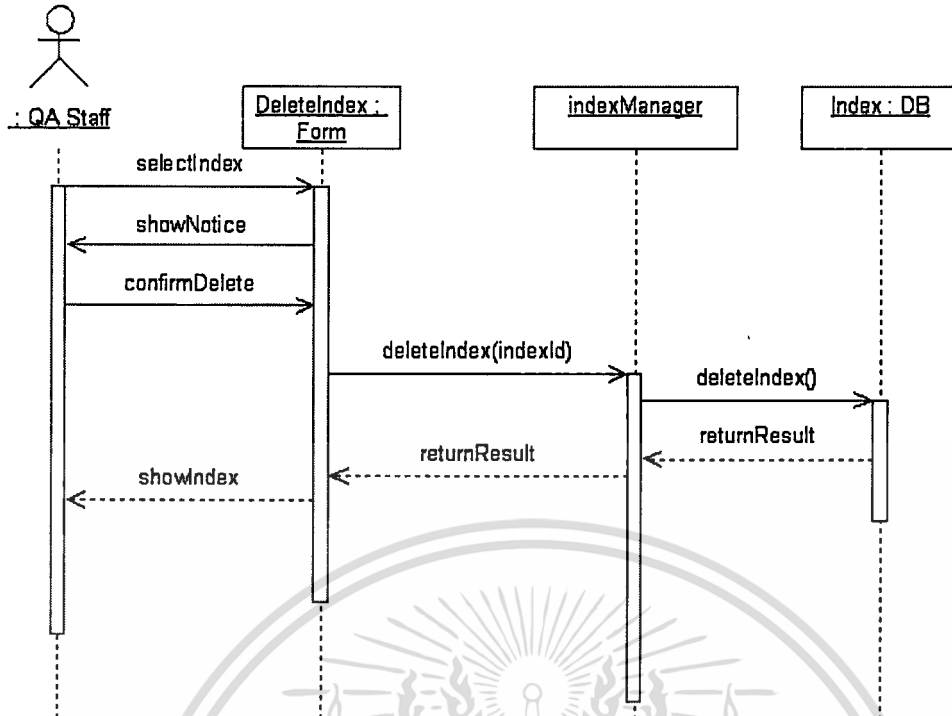 : QA Staff
DeleteIndex :
Form
indexManager
Index : DB
selectIndex
showNotice
confirmDelete
deleteIndex(indexId)
deleteIndex()
returnResult
returnResult
showIndex